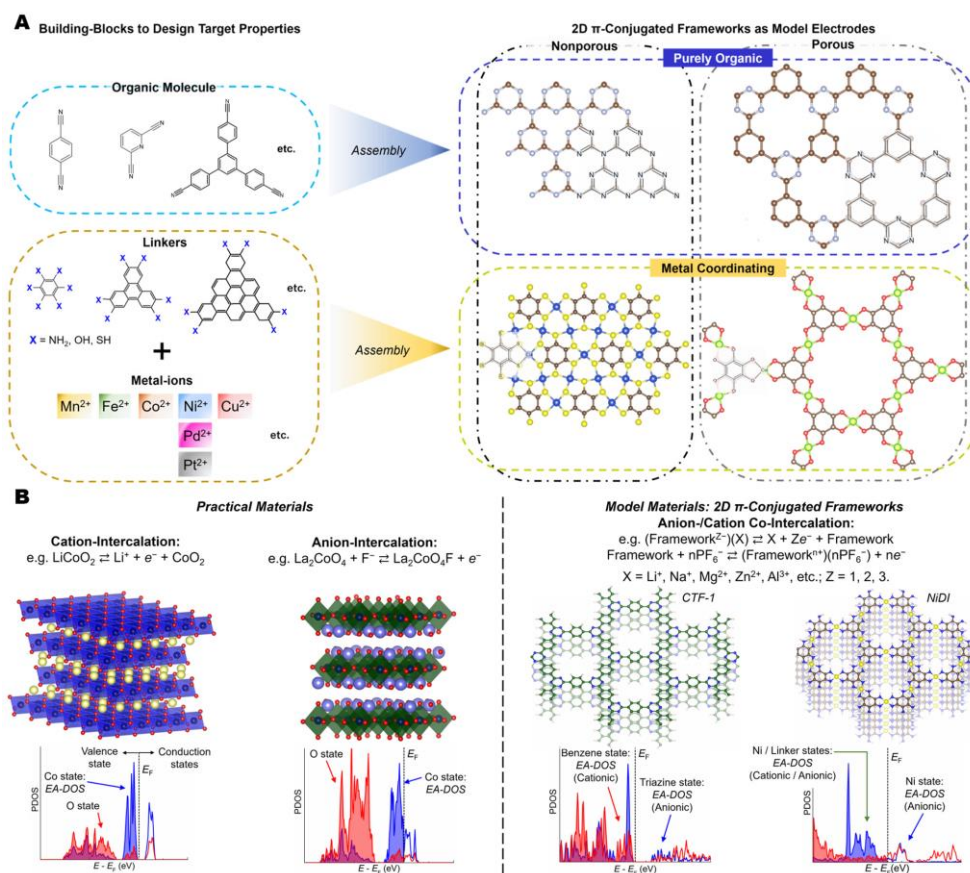 A
Building-Blocks to Design Target Properties
2D π-Conjugated Frameworks as Model Electrodes
Nonporous
Porous
Purely Organic
Organic Molecule
N
N
N
N
N
N
N
N
etc.
Assembly
Linkers
X X
X X
X X
X X
X X
X X
X X
X X
X X
etc.
X = NH₂, OH, SH
+
Metal-ions
Mn²⁺ Fe²⁺ Co²⁺ Ni²⁺ Cu²⁺
Pd²⁺
Pt²⁺
etc.
Assembly
Metal Coordinating
B
Practical Materials
Cation-Intercalation:
e.g. LiCoO₂ ⇄ Li⁺ + e⁻ + CoO₂
Anion-Intercalation:
e.g. La₂CoO₄ + F⁻ ⇄ La₂CoO₄F + e⁻
Model Materials: 2D π-Conjugated Frameworks
Anion-/Cation Co-Intercalation:
e.g. (Framework^Z⁻)(X) ⇄ X + Ze⁻ + Framework
Framework + nPF₆⁻ ⇄ (Frameworkⁿ⁺)(nPF₆⁻) + ne⁻
X = Li⁺, Na⁺, Mg²⁺, Zn²⁺, Al³⁺, etc.; Z = 1, 2, 3.
CTF-1
NiDI
Valence state
Conduction states
E_F
Co state:
EA-DOS
O state
PDOS
E - E_F (eV)
O state
E_F
Co state:
EA-DOS
PDOS
E - E_F (eV)
Benzene state:
EA-DOS
(Cationic)
E_F
Triazine state:
EA-DOS
(Anionic)
PDOS
E - E_F (eV)
Ni / Linker states:
EA-DOS
(Cationic / Anionic)
E_F
Ni state:
EA-DOS
(Anionic)
PDOS
E - E_F (eV)